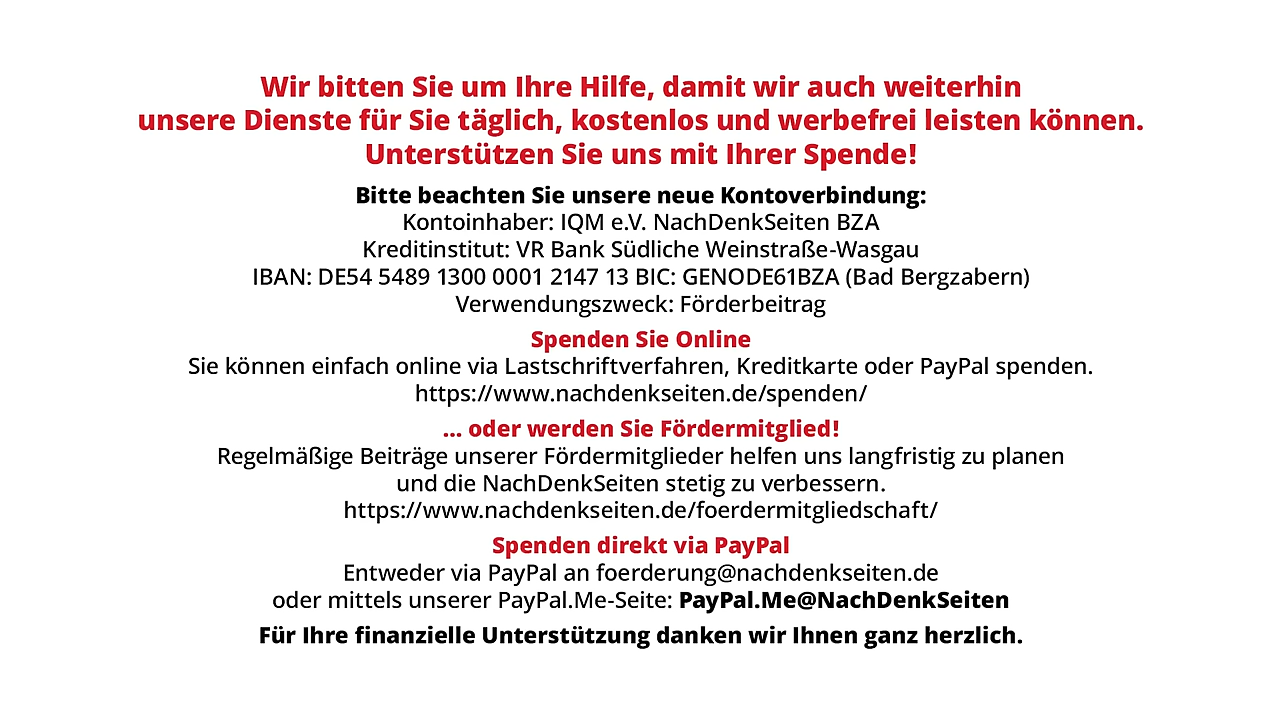 Wir bitten Sie um Ihre Hilfe, damit wir auch weiterhin
unsere Dienste für Sie täglich, kostenlos und werbefrei leisten können.
Unterstützen Sie uns mit Ihrer Spende!
Bitte beachten Sie unsere neue Kontoverbindung:
Kontoinhaber: IQM e.V. NachDenkSeiten BZA
Kreditinstitut: VR Bank Südliche Weinstraße-Wasgau
IBAN: DE54 5489 1300 0001 2147 13 BIC: GENODE61BZA (Bad Bergzabern)
Verwendungszweck: Förderbeitrag
Spenden Sie Online
Sie können einfach online via Lastschriftverfahren, Kreditkarte oder PayPal spenden.
https://www.nachdenkseiten.de/spenden/
... oder werden Sie Fördermitglied!
Regelmäßige Beiträge unserer Fördermitglieder helfen uns langfristig zu planen
und die NachDenkSeiten stetig zu verbessern.
https://www.nachdenkseiten.de/foerdermitgliedschaft/
Spenden direkt via PayPal
Entweder via PayPal an foerderung@nachdenkseiten.de
oder mittels unserer PayPal.Me-Seite: PayPal.Me@NachDenkSeiten
Für Ihre finanzielle Unterstützung danken wir Ihnen ganz herzlich.